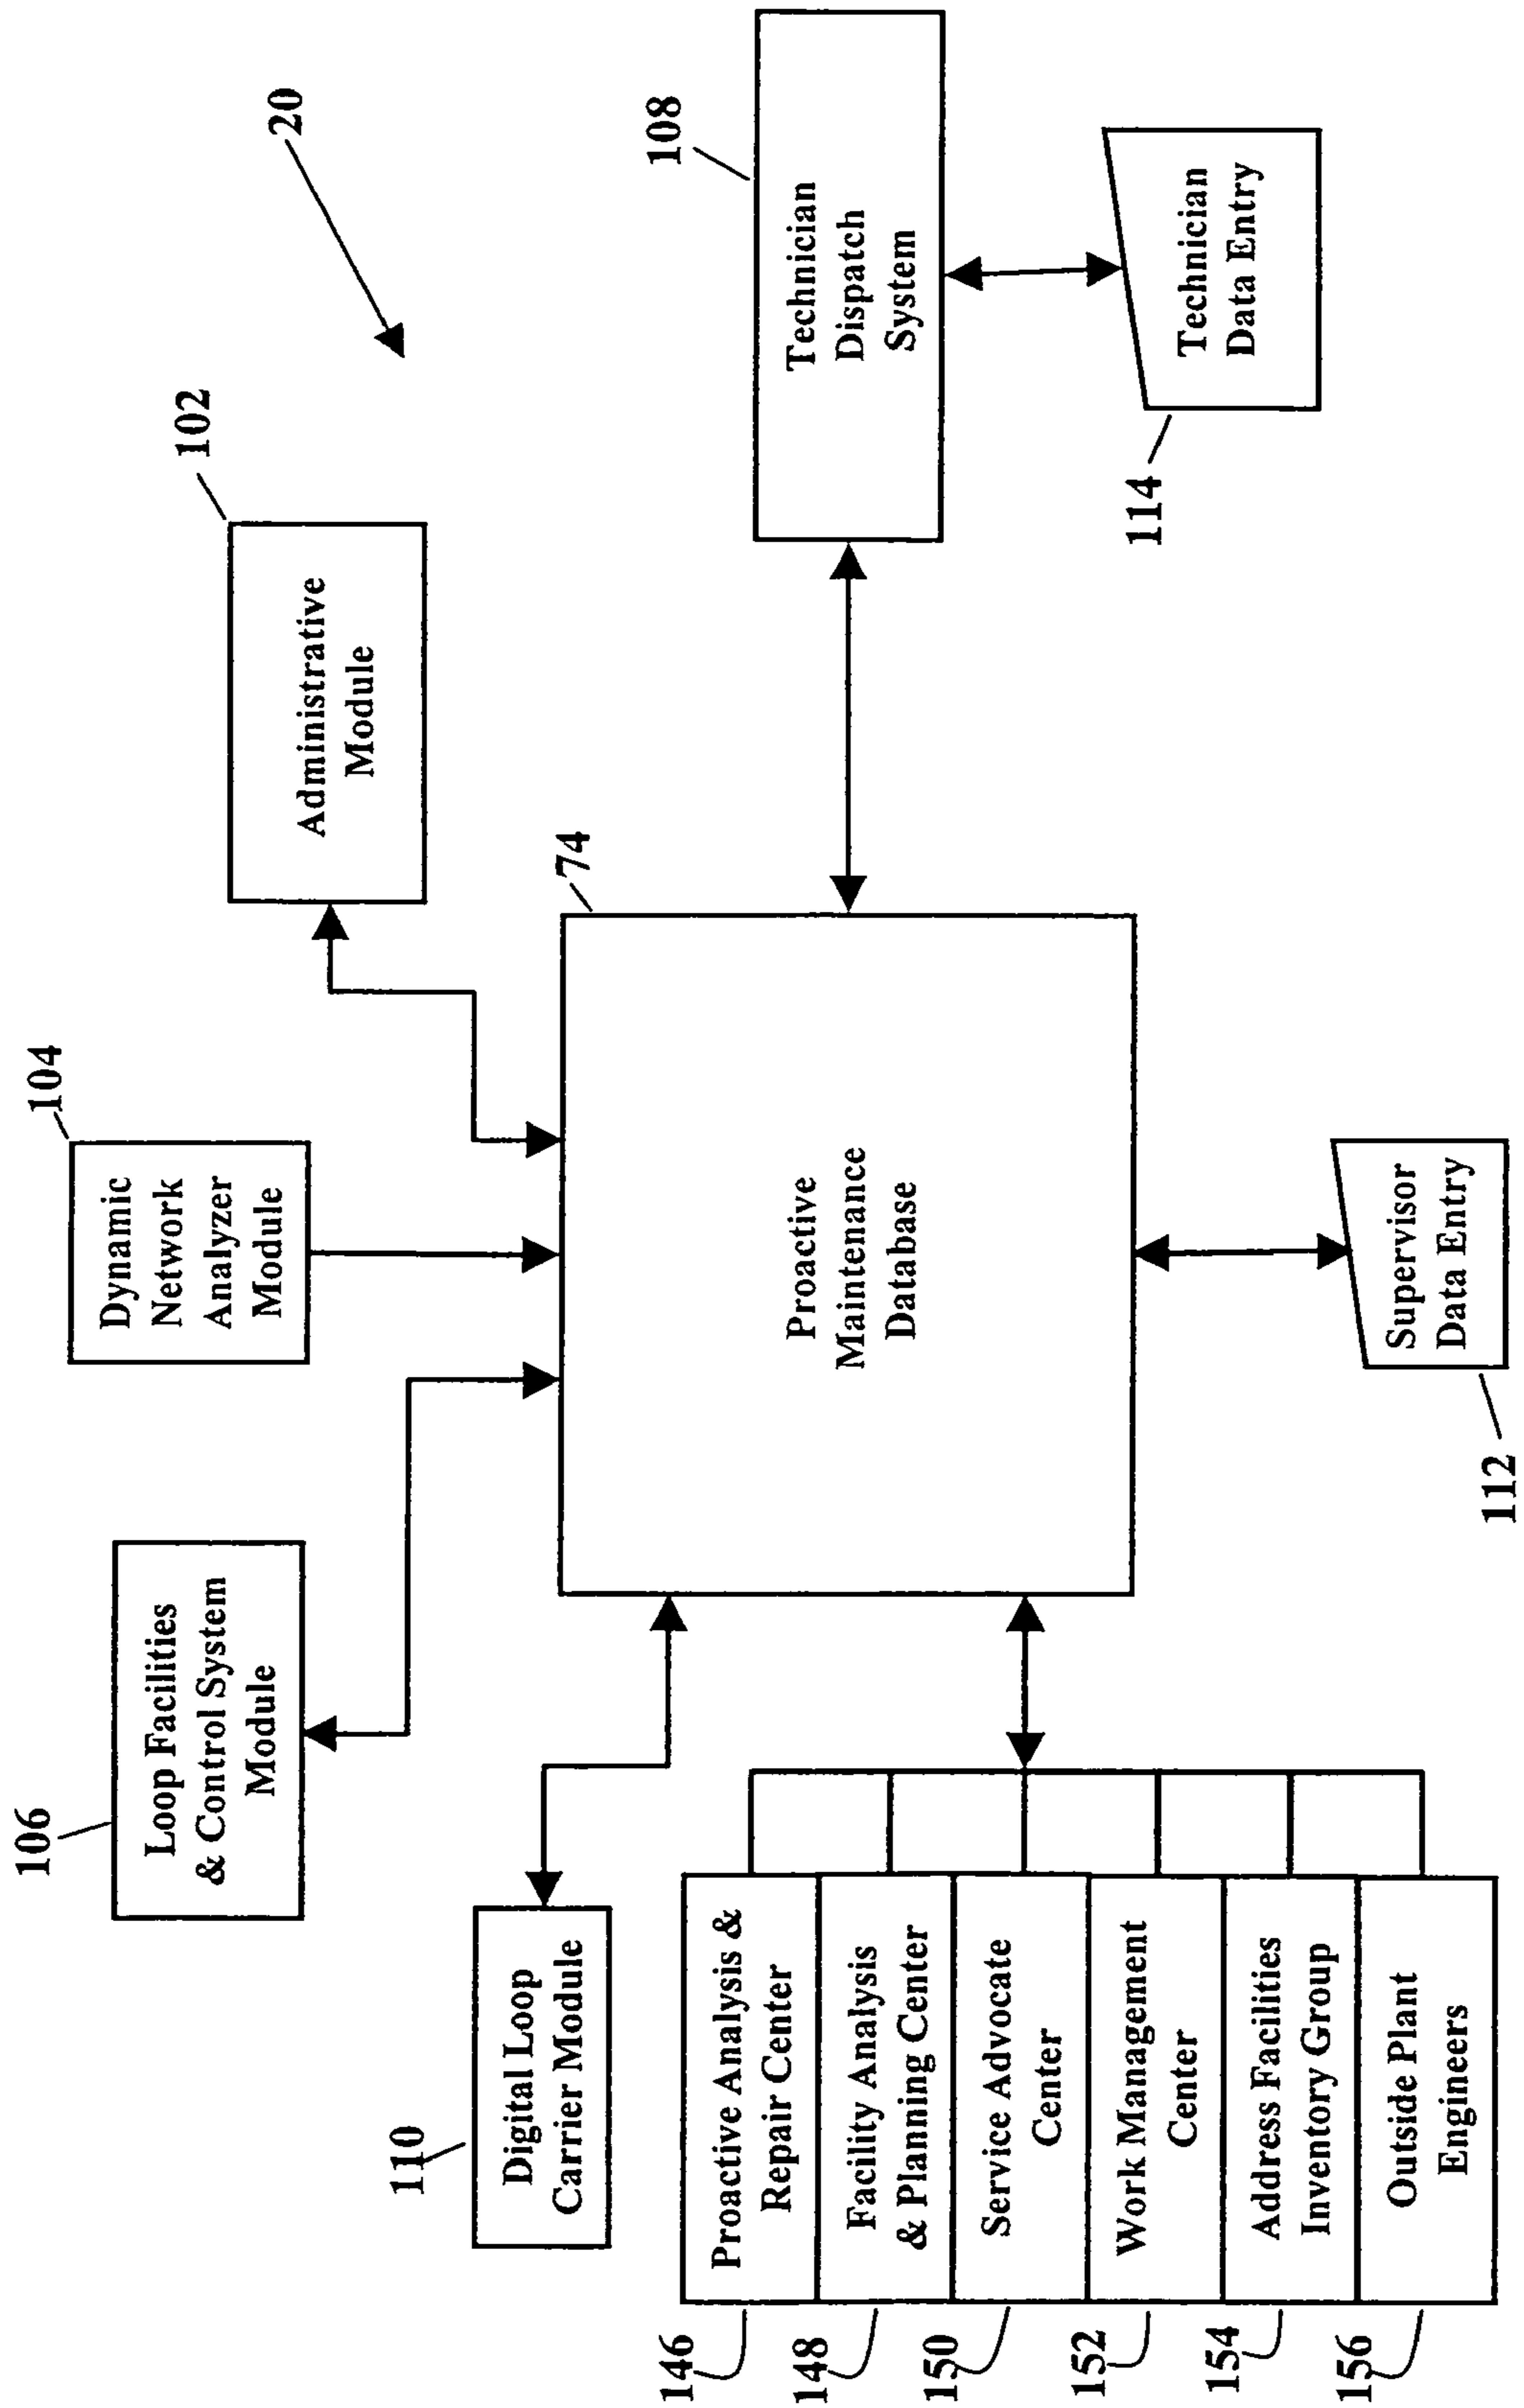 106
Loop Facilities
& Control System
Module
104
Dynamic
Network
Analyzer
Module
102
Administrative
Module
20
110
Digital Loop
Carrier Module
74
Proactive
Maintenance
Database
108
Technician
Dispatch
System
146
Proactive Analysis &
Repair Center
148
Facility Analysis
& Planning Center
150
Service Advocate
Center
152
Work Management
Center
154
Address Facilities
Inventory Group
156
Outside Plant
Engineers
112
Supervisor
Data Entry
114
Technician
Data Entry